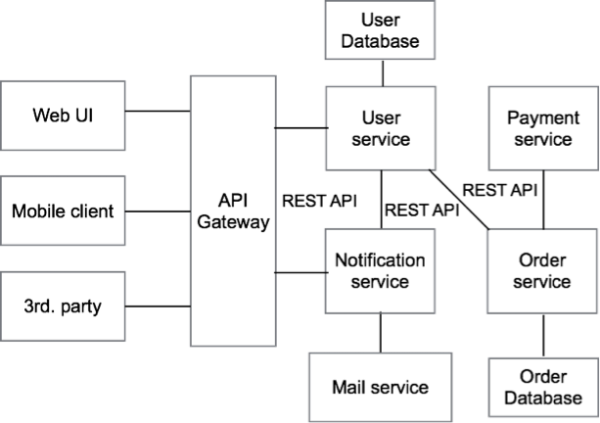 User
Database
Web UI
User
service
Payment
service
Mobile client
API
Gateway
REST API
REST API
REST API
Notification
service
Order
service
3rd. party
Mail service
Order
Database